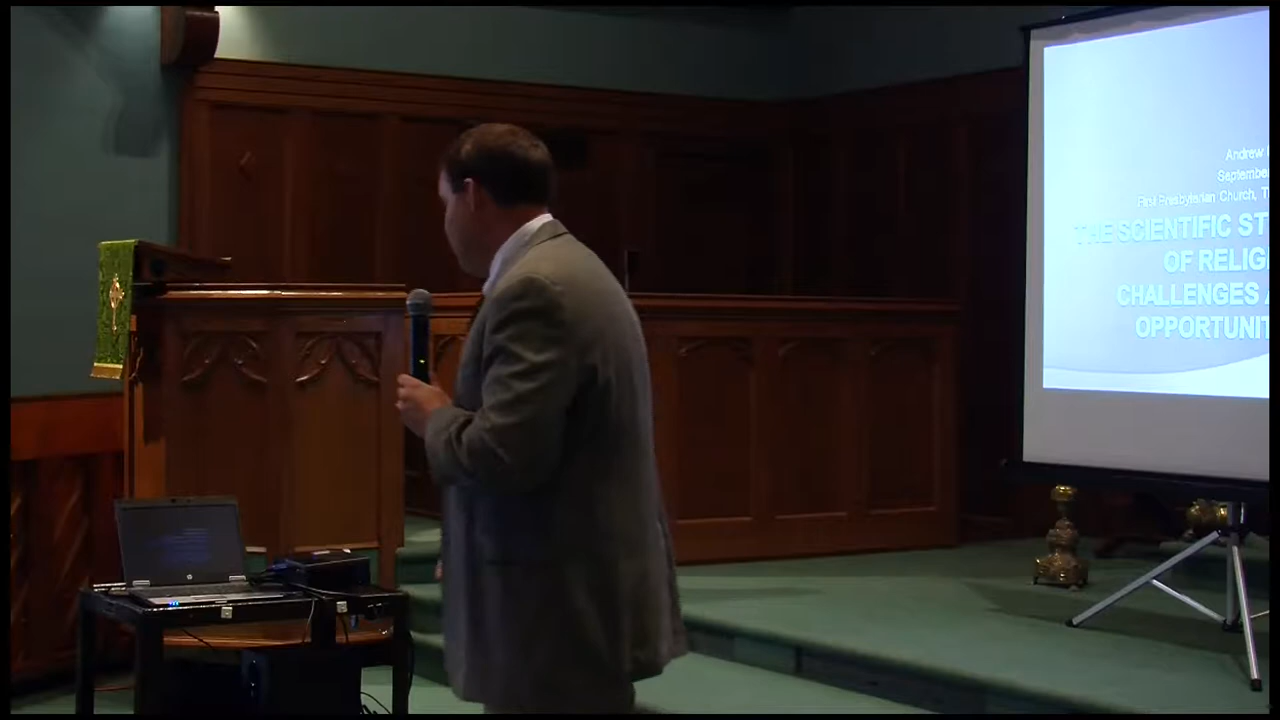 Andrew
September
First Presbyterian Church, T
THE SCIENTIFIC ST
OF RELIG
CHALLENGES A
OPPORTUNIT